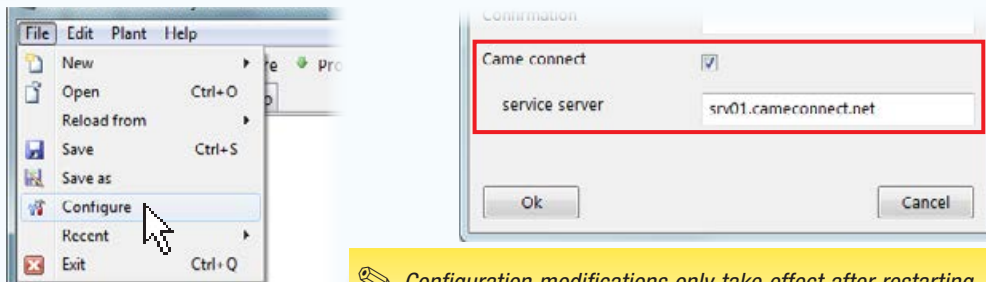 File Edit Plant Help
New
Open Ctrl+O
Reload from
Save Ctrl+S
Save as
Configure
Recent
Exit Ctrl+Q
Confirmation
Came connect
service server srv01.cameconnect.net
Ok Cancel
Configuration modifications only take effect after restarting